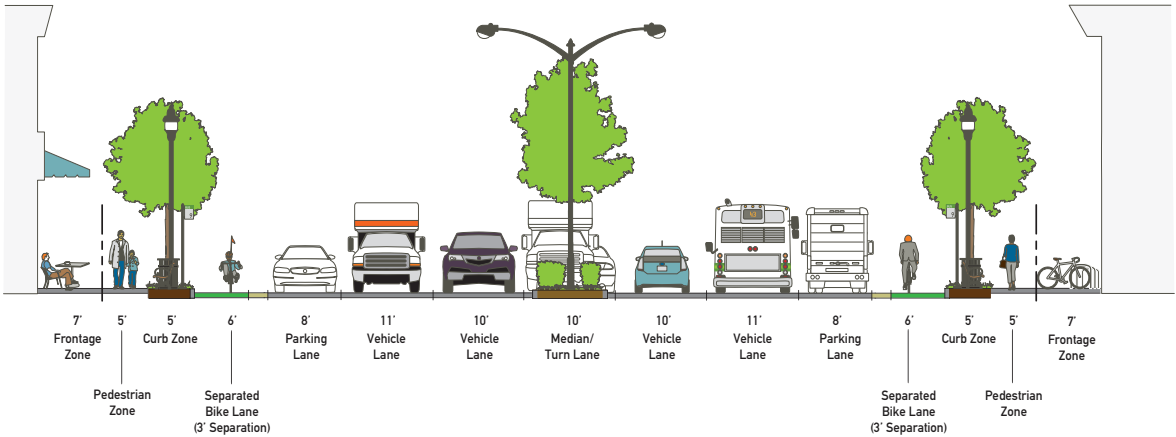 7'
Frontage
Zone
5'
Pedestrian
Zone
5'
Curb Zone
6'
Separated
Bike Lane
(3' Separation)
8'
Parking
Lane
11'
Vehicle
Lane
10'
Vehicle
Lane
10'
Median/
Turn Lane
10'
Vehicle
Lane
11'
Vehicle
Lane
8'
Parking
Lane
6'
Separated
Bike Lane
(3' Separation)
5'
Curb Zone
5'
Pedestrian
Zone
7'
Frontage
Zone